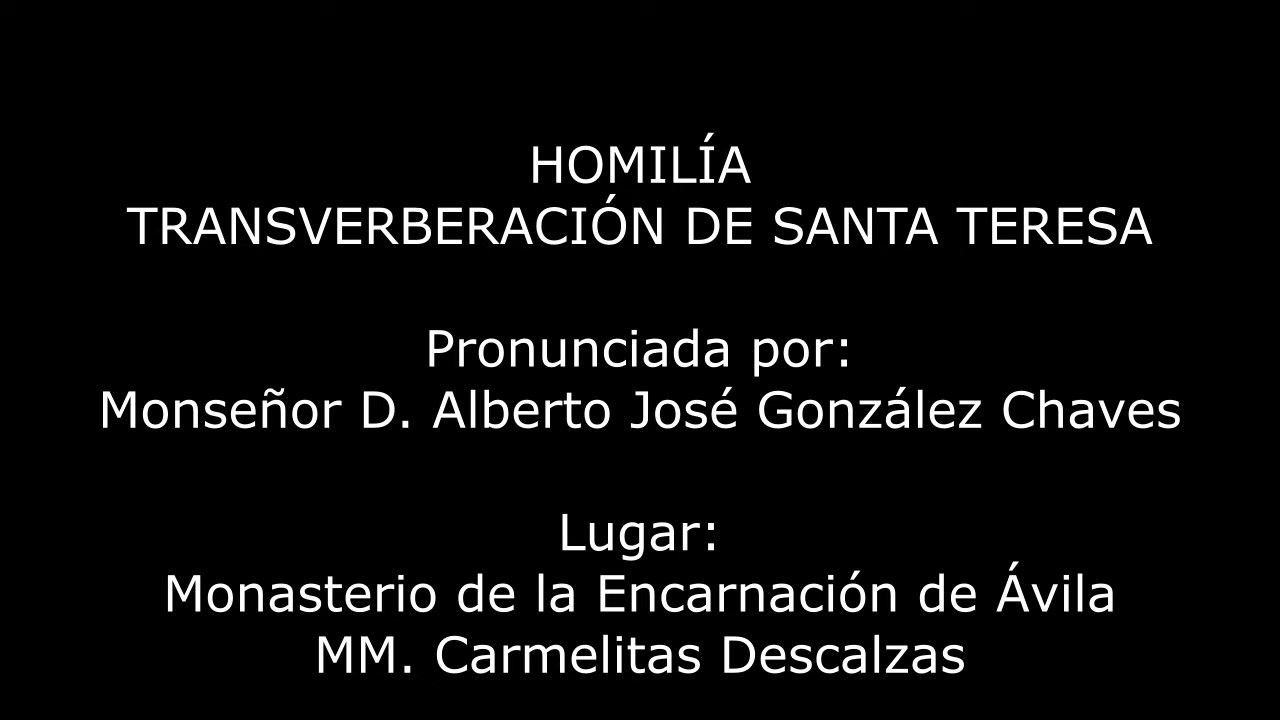 HOMILÍA
TRANSVERBERACIÓN DE SANTA TERESA
Pronunciada por:
Monseñor D. Alberto José González Chaves
Lugar:
Monasterio de la Encarnación de Ávila
MM. Carmelitas Descalzas